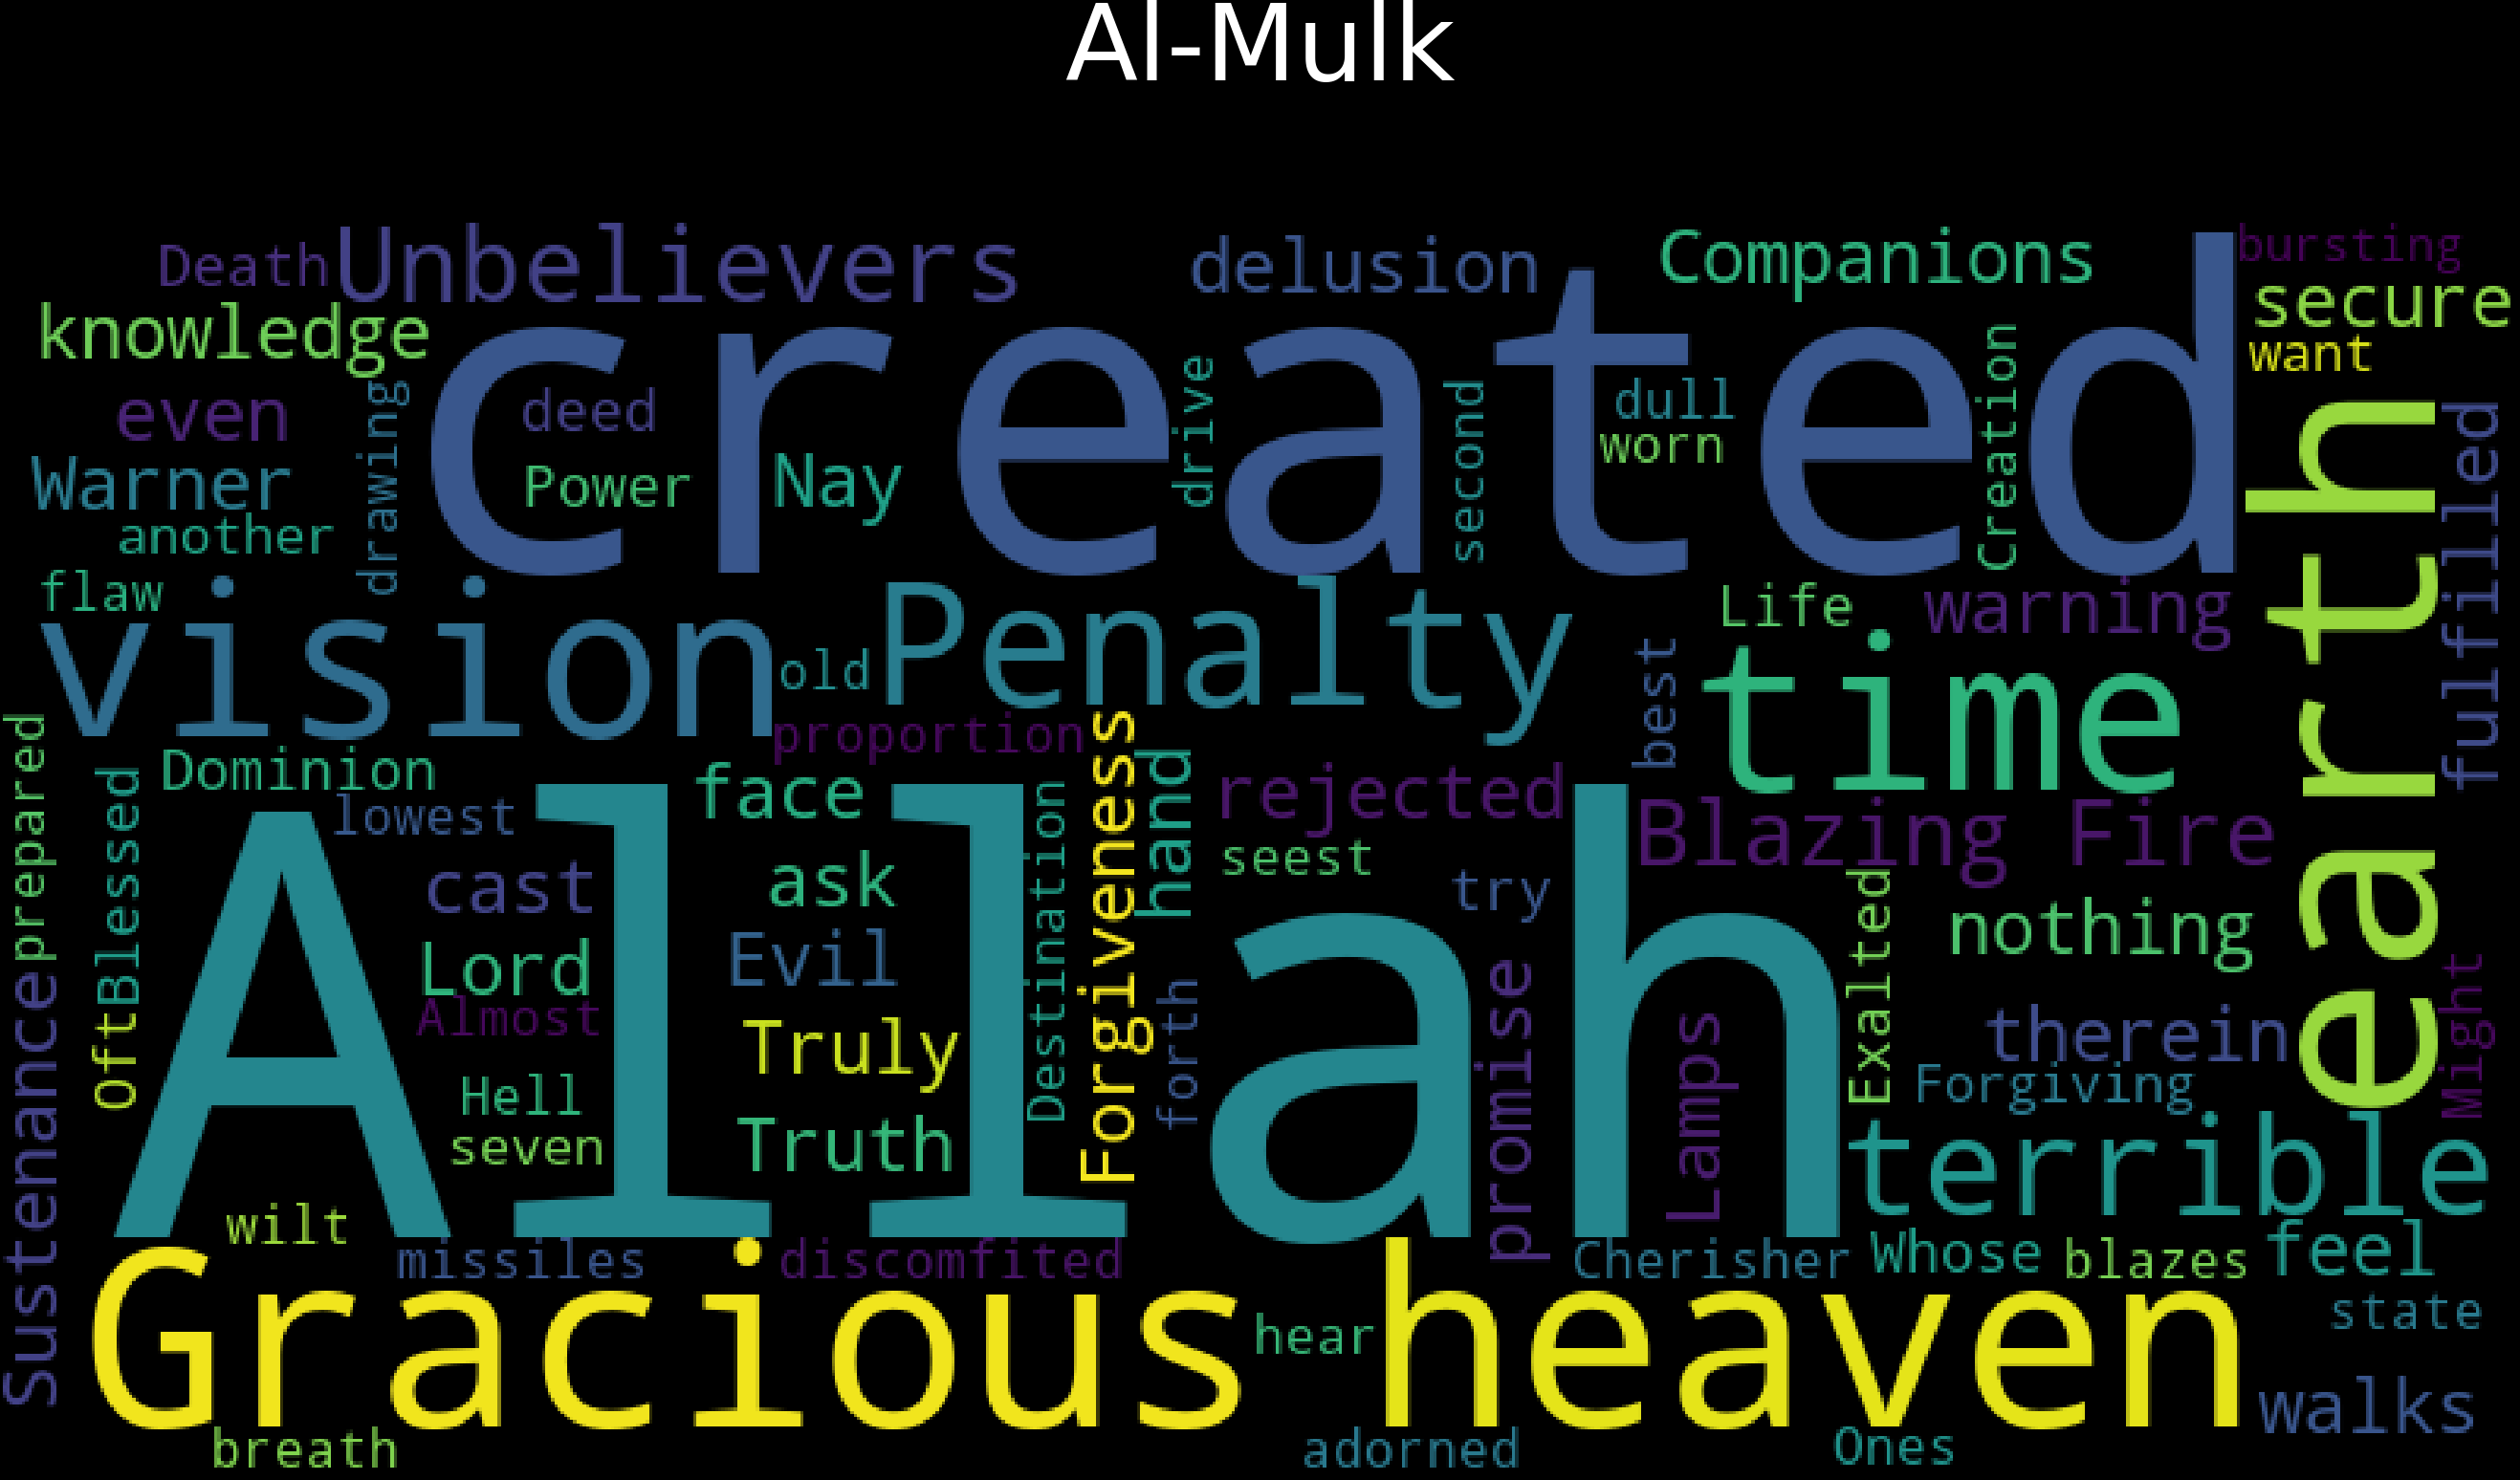 Al-Mulk
Death
Unbelievers
delusion
Companions
bursting
knowledge
created
secure
want
even
drawing
deed
drive
second
dull
worn
Creation
earth
fulfilled
Warner
Power
Nay
another
flaw
vision
old
Penalty
best
Life
warning
time
proportion
prepared
OftBlessed
Dominion
lowest
face
Destination
Forgiveness
hand
rejected
Blazing Fire
Allah
cast
ask
seest
try
Exalted
nothing
Lord
Evil
Almost
Truly
forth
promise
Lamps
therein
Might
Sustenance
Hell
seven
Truth
Forgiving
terrible
wilt
missiles
discomfited
Cherisher
Whose
blazes
feel
Gracious
hear
heaven
state
walks
breath
adorned
Ones